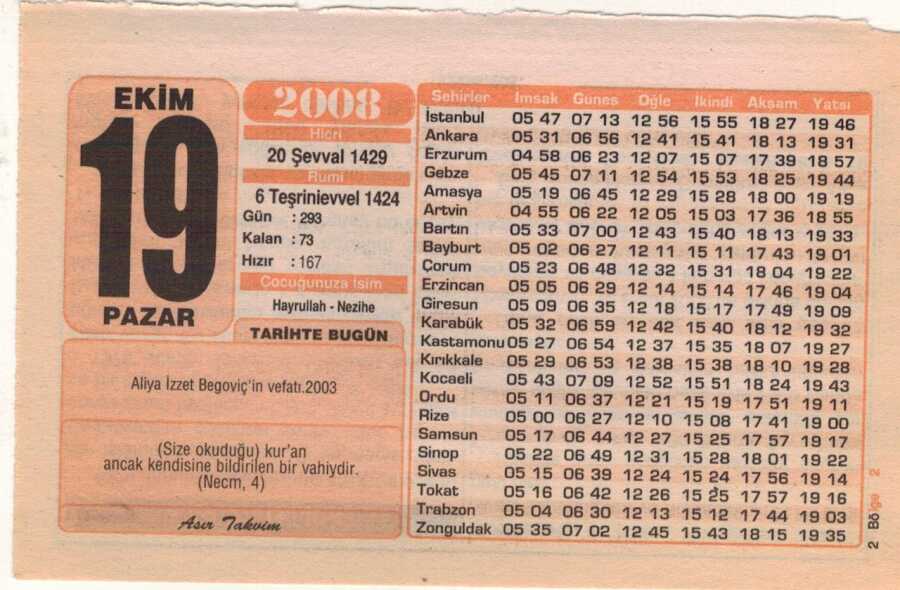 EKİM
19
PAZAR
2008
Hicri
20 Şevval 1429
Rumi
6 Teşrinievvel 1424
Gün : 293
Kalan : 73
Hızır : 167
Çocuğunuza İsim
Hayrullah - Nezihe
TARİHTE BUGÜN
Aliya İzzet Begoviç'in vefatı.2003
(Size okuduğu) kur'an
ancak kendisine bildirilen bir vahiydir.
(Necm, 4)
Asır Takvim
Şehirler İmsak Güneş Öğle İkindi Akşam Yatsı
İstanbul 05 47 07 13 12 56 15 55 18 27 19 46
Ankara 05 31 06 56 12 41 15 41 18 13 19 31
Erzurum 04 58 06 23 12 07 15 07 17 39 18 57
Gebze 05 45 07 11 12 54 15 53 18 25 19 44
Amasya 05 19 06 45 12 29 15 28 18 00 19 19
Artvin 04 55 06 22 12 05 15 03 17 36 18 55
Bartın 05 33 07 00 12 43 15 40 18 13 19 33
Bayburt 05 02 06 27 12 11 15 11 17 43 19 01
Çorum 05 23 06 48 12 32 15 31 18 04 19 22
Erzincan 05 05 06 29 12 14 15 14 17 46 19 04
Giresun 05 09 06 35 12 18 15 17 17 49 19 09
Karabük 05 32 06 59 12 42 15 40 18 12 19 32
Kastamonu 05 27 06 54 12 37 15 35 18 07 19 27
Kırıkkale 05 29 06 53 12 38 15 38 18 10 19 28
Kocaeli 05 43 07 09 12 52 15 51 18 24 19 43
Ordu 05 11 06 37 12 21 15 19 17 51 19 11
Rize 05 00 06 27 12 10 15 08 17 41 19 00
Samsun 05 17 06 44 12 27 15 25 17 57 19 17
Sinop 05 22 06 49 12 31 15 28 18 01 19 22
Sivas 05 15 06 39 12 24 15 24 17 56 19 14
Tokat 05 16 06 42 12 26 15 25 17 57 19 16
Trabzon 05 04 06 30 12 13 15 12 17 44 19 03
Zonguldak 05 35 07 02 12 45 15 43 18 15 19 35
2 Bölge 2